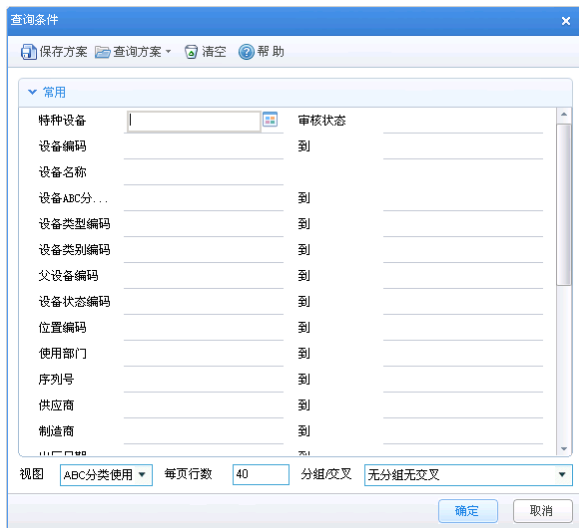 查询条件
保存方案 查询方案 清空 帮助
常用
特种设备 审核状态
设备编码 到
设备名称
设备ABC分... 到
设备类型编码 到
设备类别编码 到
父设备编码 到
设备状态编码 到
位置编码 到
使用部门 到
序列号 到
供应商 到
制造商 到
视图 ABC分类使用 每页行数 40 分组/交叉 无分组无交叉
确定 取消